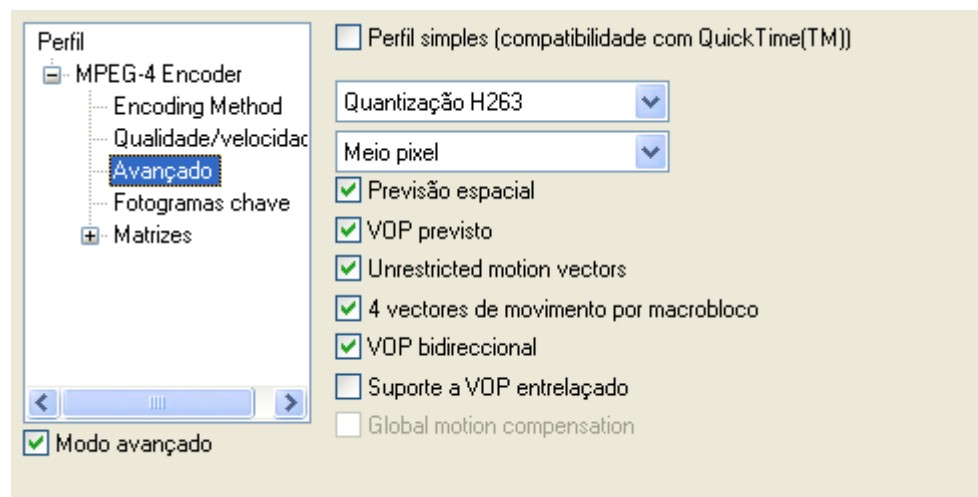 Perfil
MPEG-4 Encoder
Encoding Method
Qualidade/velocidac
Avançado
Fotogramas chave
Matrizes
Modo avançado
Perfil simples (compatibilidade com QuickTime(TM))
Quantização H263
Meio pixel
Previsão espacial
VOP previsto
Unrestricted motion vectors
4 vectores de movimento por macrobloco
VOP bidireccional
Suporte a VOP entrelaçado
Global motion compensation